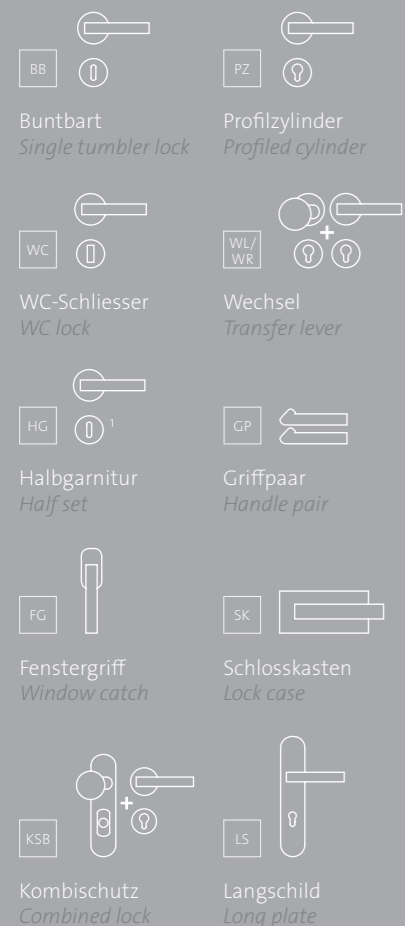 BB
Buntbart
Single tumbler lock
PZ
Profilzylinder
Profiled cylinder
WC
WC-Schliesser
WC lock
WL/
WR
Wechsel
Transfer lever
HG
1
Halbgarnitur
Half set
GP
Griffpaar
Handle pair
FG
Fenstergriff
Window catch
SK
Schlosskasten
Lock case
KSB
Kombischutz
Combined lock
LS
Langschild
Long plate